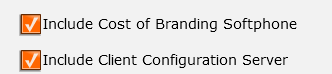 Include Cost of Branding Softphone
Include Client Configuration Server